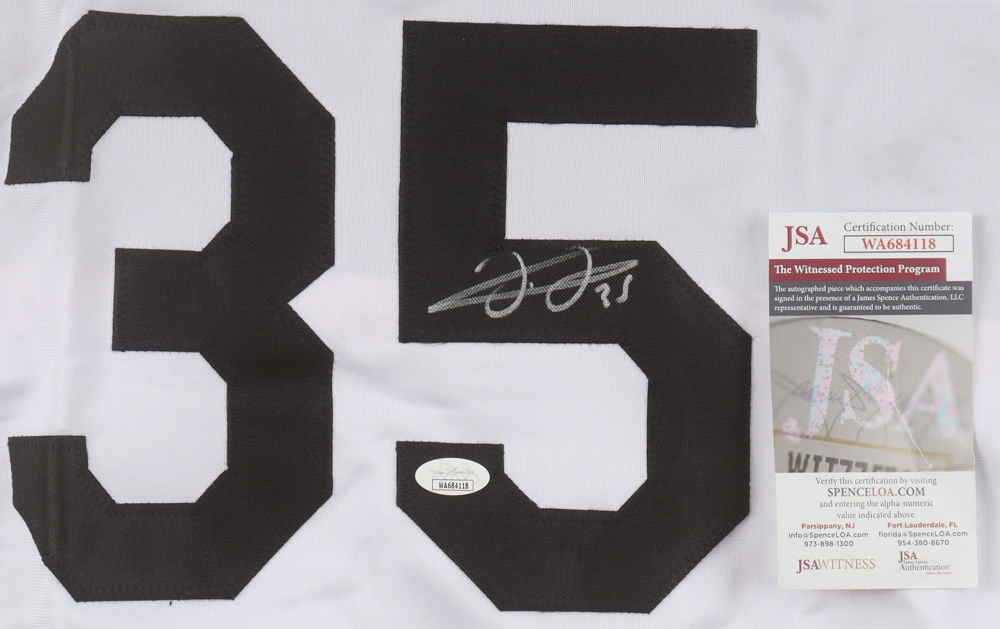 35
35
WA684118
JSA
Certification Number:
WA684118
The Witnessed Protection Program
The autographed piece which accompanies this certificate was
signed in the presence of a James Spence Authentication, LLC
representative and is guaranteed to be authentic.
JSA
Verify this certification by visiting
SPENCELOA.COM
and entering the alpha-numeric
value indicated above.
Parsippany, NJ
info@SpenceLOA.com
973-898-1300
Fort Lauderdale, FL
florida@SpenceLOA.com
954-380-8670
JSAWITNESS
JSA
Authentication